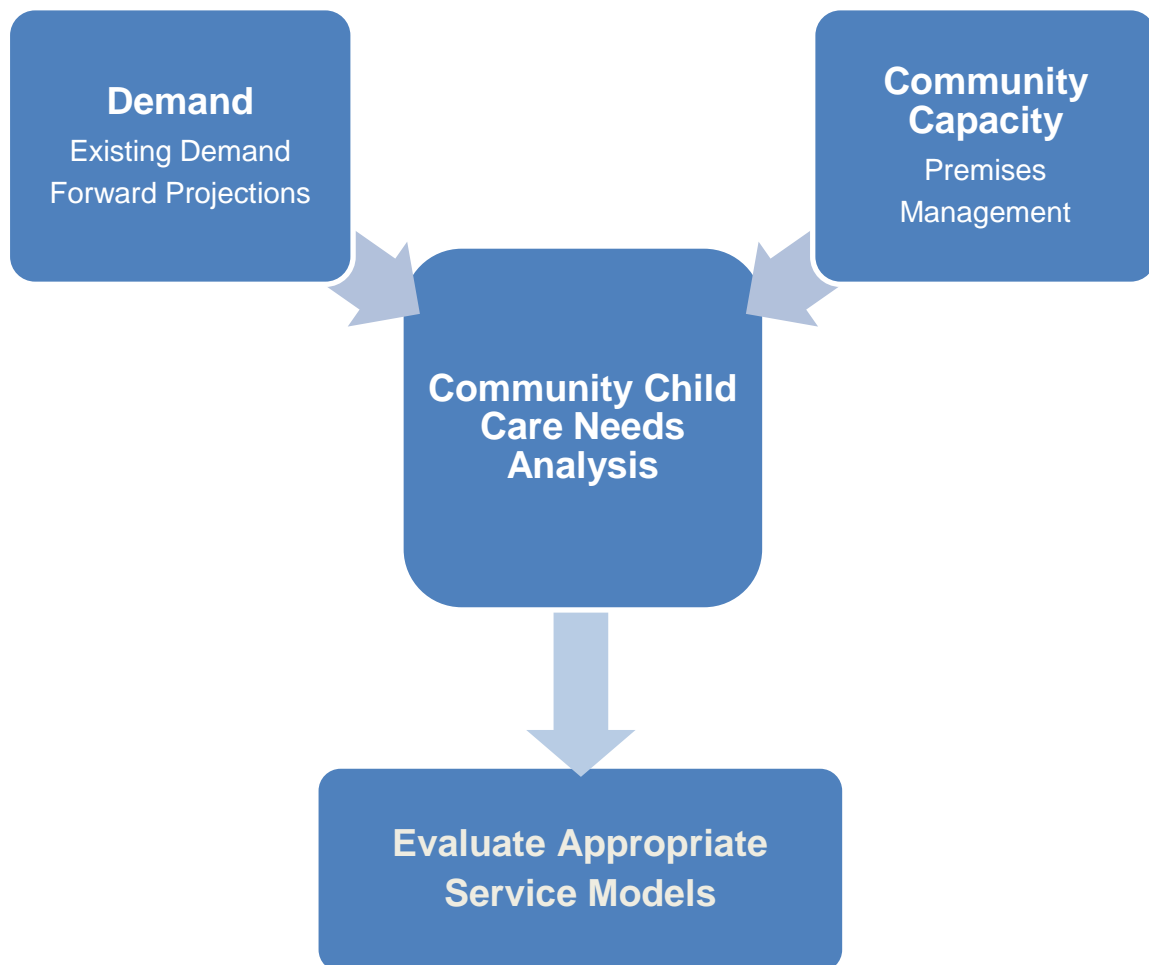 Demand
Existing Demand
Forward Projections
Community
Capacity
Premises
Management
Community Child
Care Needs
Analysis
Evaluate Appropriate
Service Models